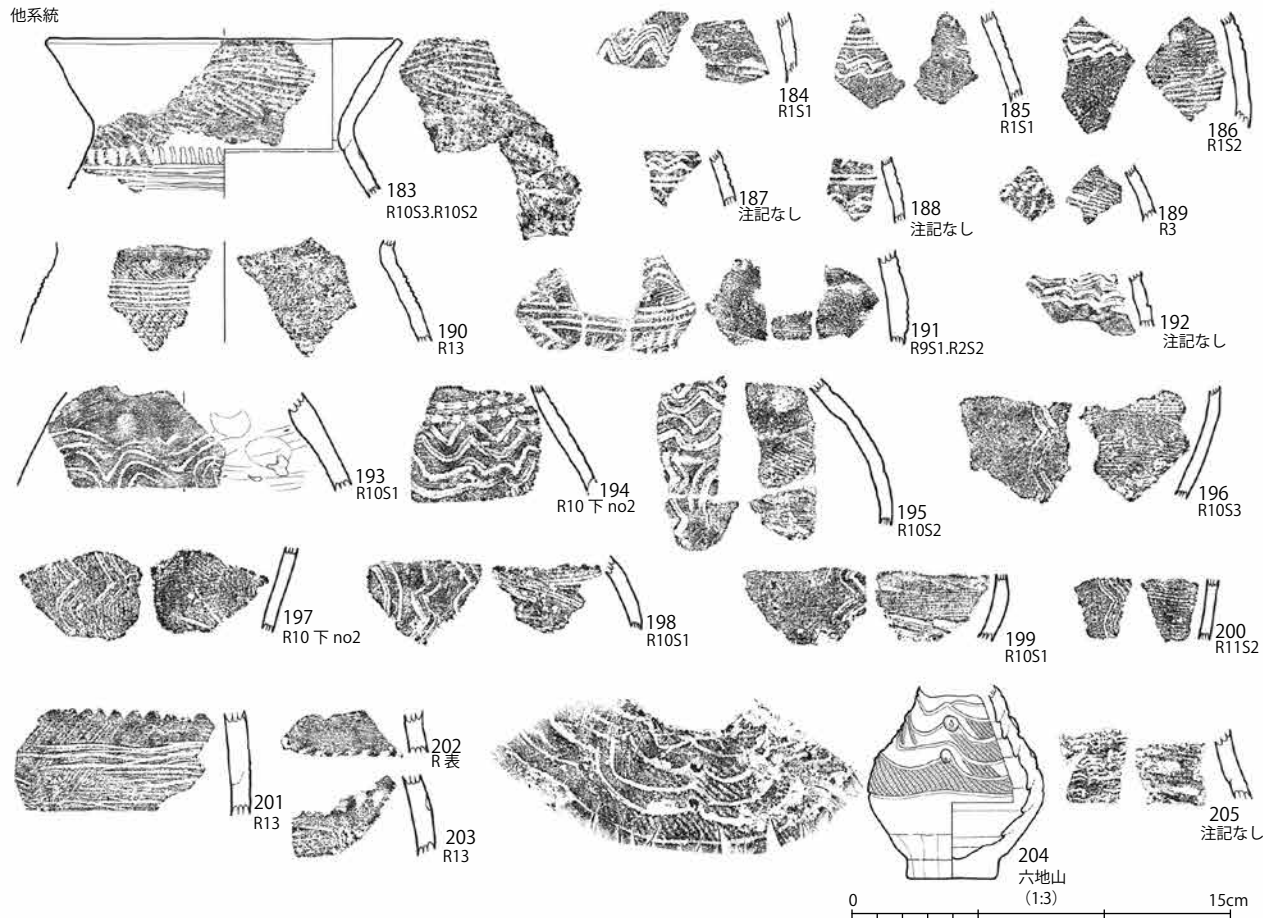 他系統
183
R10S3.R10S2
184
R1S1
185
R1S1
186
R1S2
187
注記なし
188
注記なし
189
R3
190
R13
191
R9S1.R2S2
192
注記なし
193
R10S1
194
R10 下 no2
195
R10S2
196
R10S3
197
R10 下 no2
198
R10S1
199
R10S1
200
R11S2
201
R13
202
R 表
203
R13
204
六地山
(1:3)
205
注記なし
0 15cm